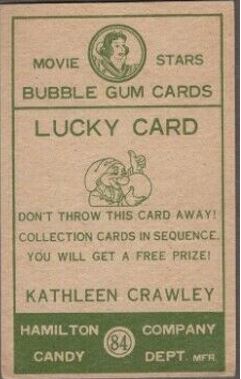 MOVIE STARS
BUBBLE GUM CARDS
LUCKY CARD
DON'T THROW THIS CARD AWAY!
COLLECTION CARDS IN SEQUENCE.
YOU WILL GET A FREE PRIZE!
KATHLEEN CRAWLEY
HAMILTON COMPANY
84
CANDY DEPT. MFR.